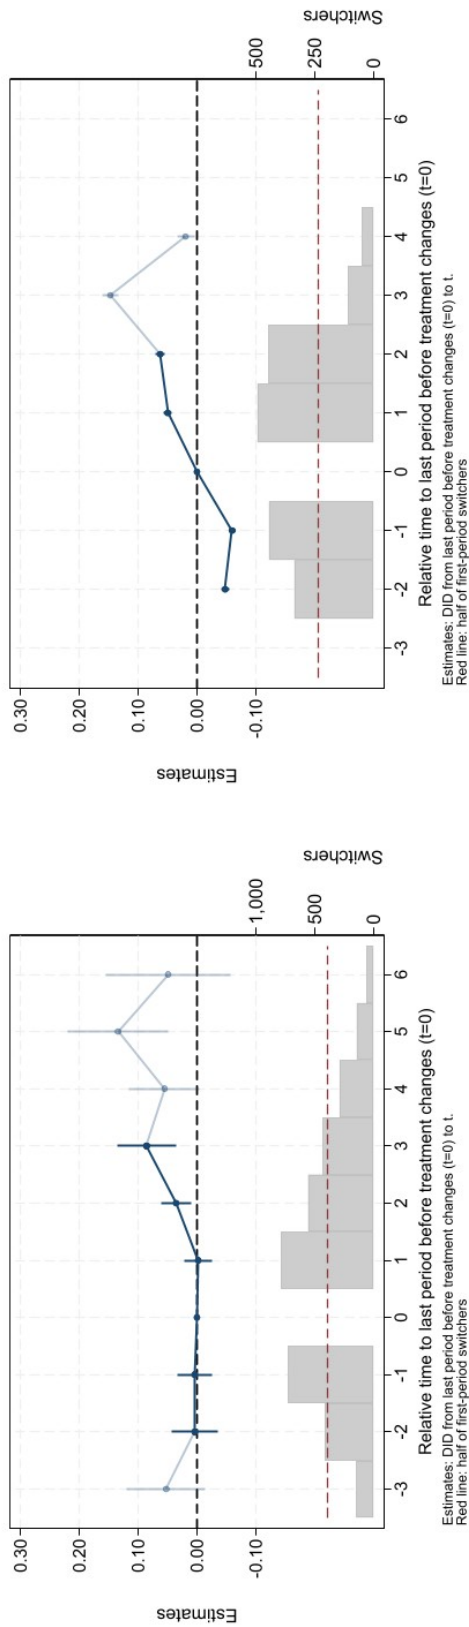 Estimates
0.30
0.20
0.10
0.00
-0.10
1,000
500
0
Switchers
-3 -2 -1 0 1 2 3 4 5 6
Relative time to last period before treatment changes (t=0)
Estimates: DID from last period before treatment changes (t=0) to t.
Red line: half of first-period switchers
Estimates
0.30
0.20
0.10
0.00
-0.10
500
250
0
Switchers
-3 -2 -1 0 1 2 3 4 5 6
Relative time to last period before treatment changes (t=0)
Estimates: DID from last period before treatment changes (t=0) to t.
Red line: half of first-period switchers